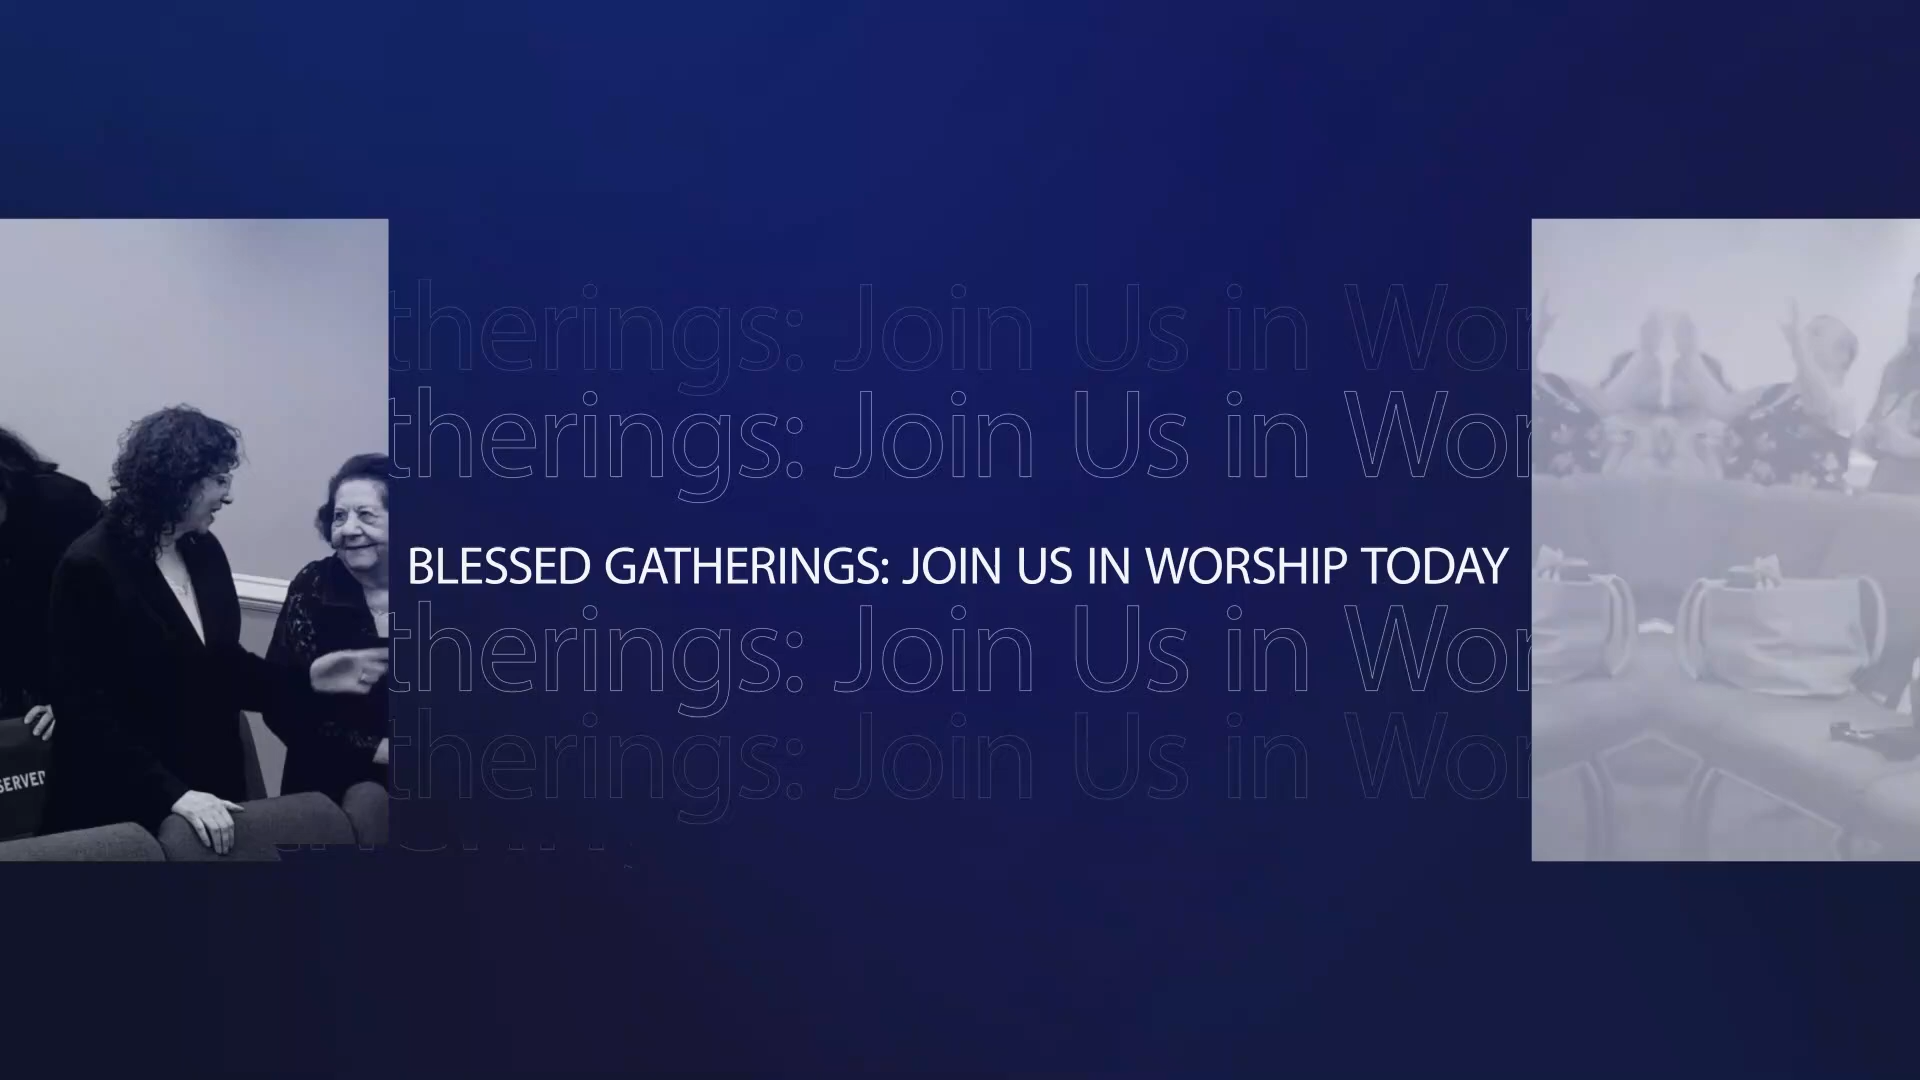 therings: Join Us in Wor
therings: Join Us in Wor
BLESSED GATHERINGS: JOIN US IN WORSHIP TODAY
therings: Join Us in Wor
therings: Join Us in Wor
SERVED